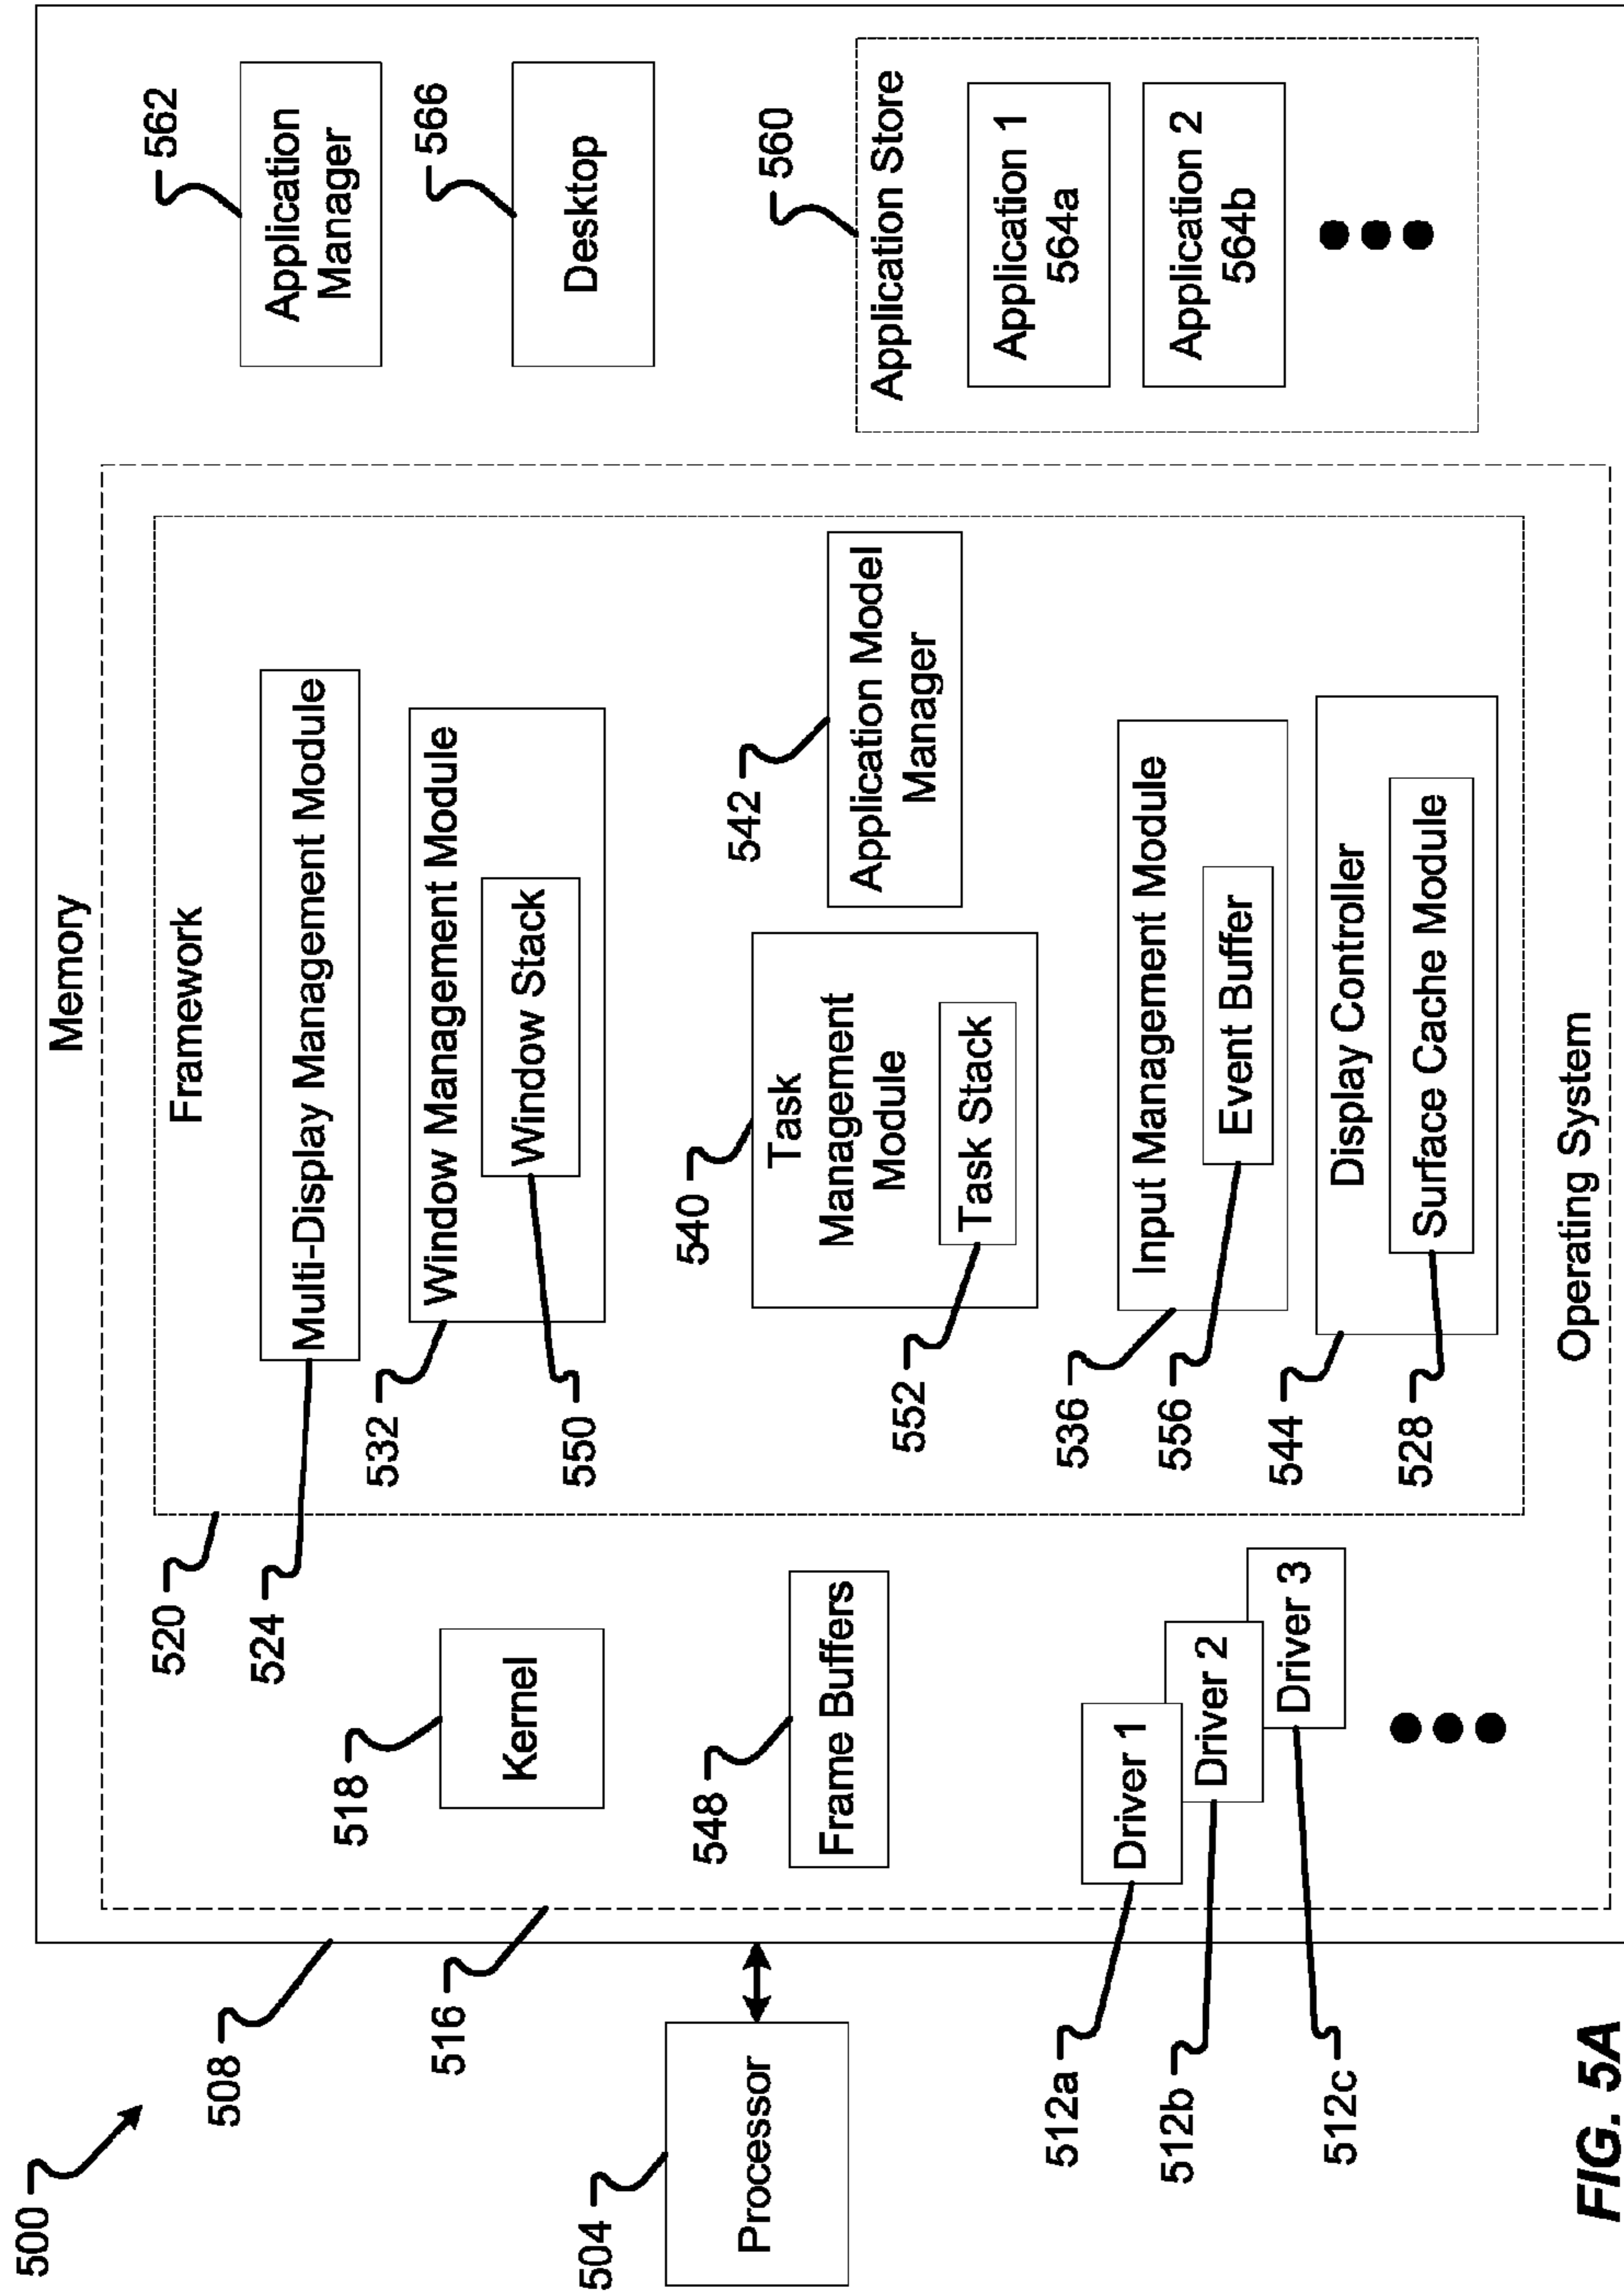 500
508
Memory
516
520
Framework
524
Multi-Display Management Module
518
Kernel
532
Window Management Module
550
Window Stack
504
Processor
548
Frame Buffers
540
Task
Management
Module
552
Task Stack
542
Application Model
Manager
512a
Driver 1
512b
Driver 2
512c
Driver 3
536
Input Management Module
556
Event Buffer
544
Display Controller
528
Surface Cache Module
Operating System
562
Application
Manager
566
Desktop
560
Application Store
Application 1
564a
Application 2
564b
FIG. 5A